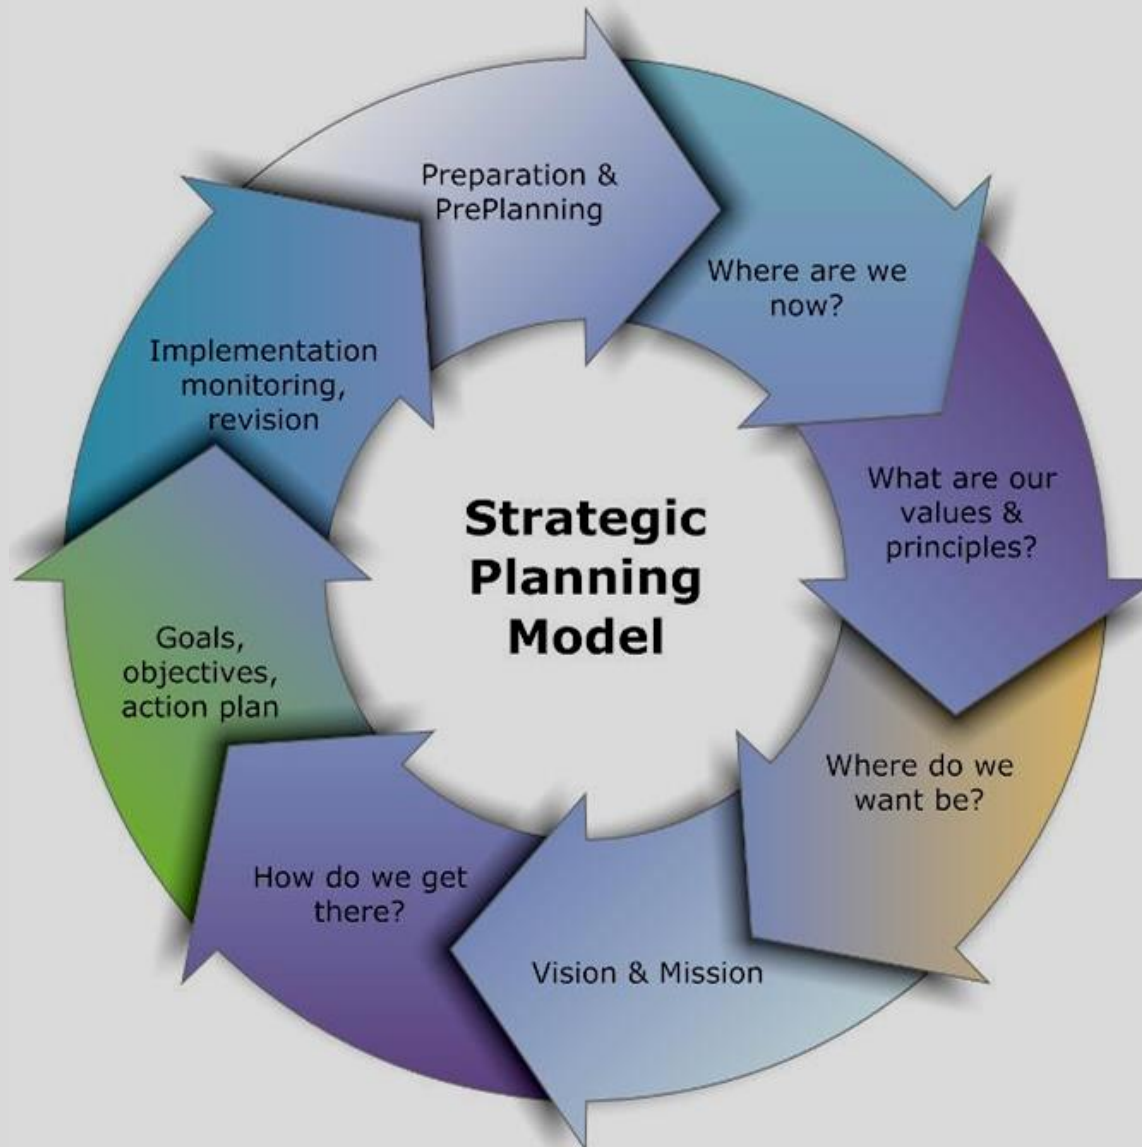 Preparation &
PrePlanning
Where are we
now?
What are our
values &
principles?
Where do we
want be?
Vision & Mission
How do we get
there?
Goals,
objectives,
action plan
Implementation
monitoring,
revision
Strategic
Planning
Model